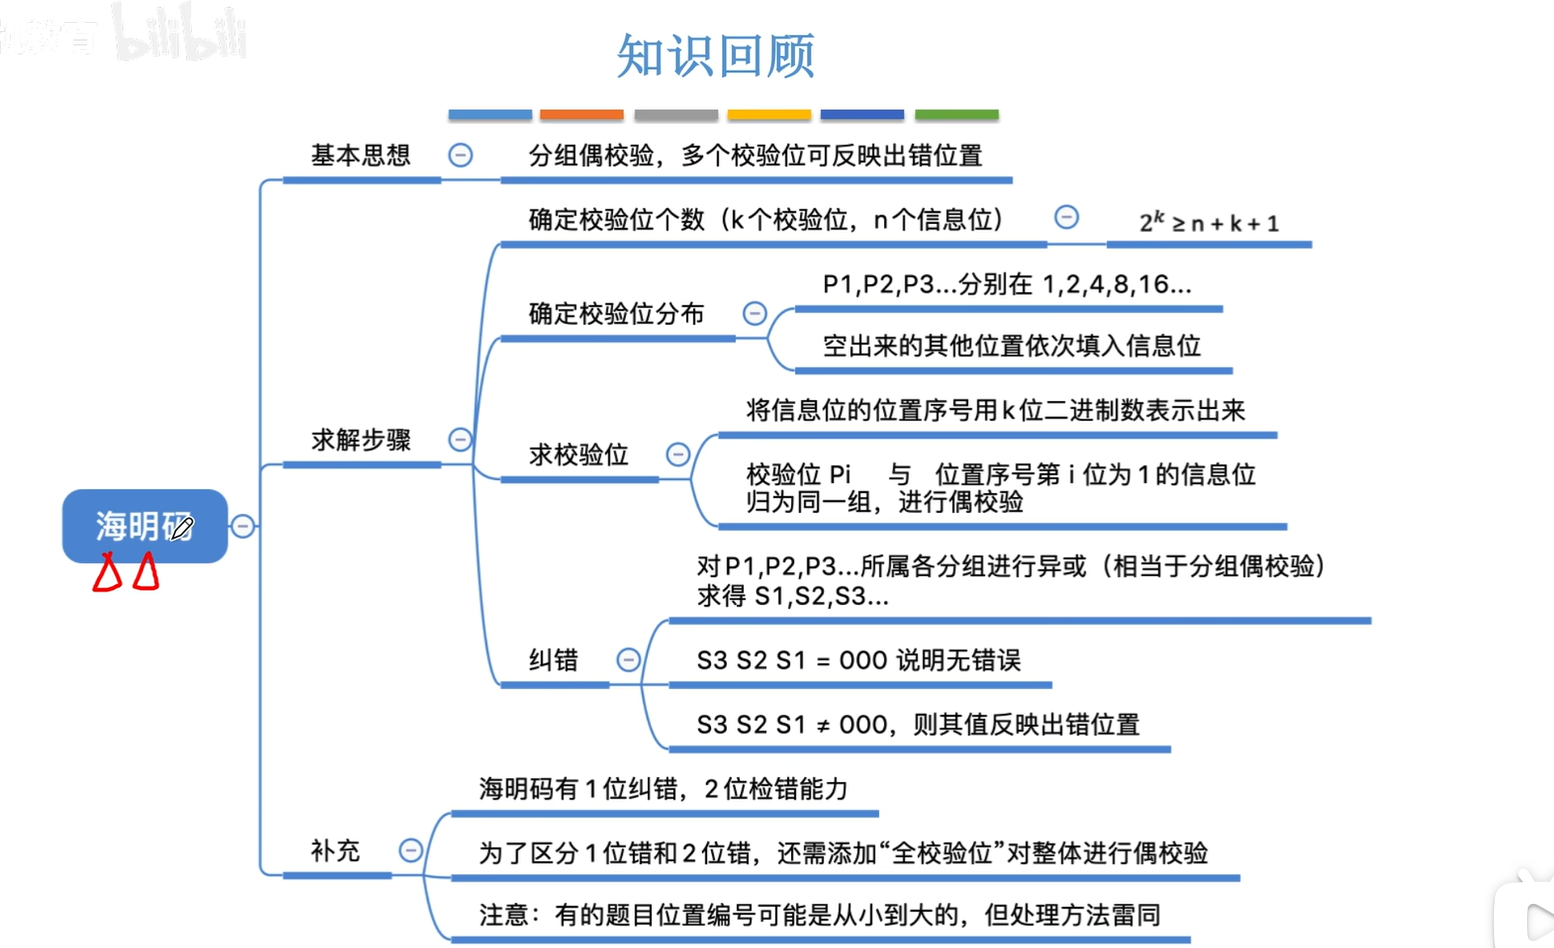 教育 bilibili
知识回顾
基本思想
分组偶校验，多个校验位可反映出错位置
确定校验位个数（k个校验位，n个信息位）
2ᵏ ≥ n + k + 1
确定校验位分布
P1,P2,P3...分别在 1,2,4,8,16...
空出来的其他位置依次填入信息位
求解步骤
求校验位
将信息位的位置序号用k位二进制数表示出来
校验位 Pi 与 位置序号第 i 位为1的信息位
归为同一组，进行偶校验
海明码
纠错
对P1,P2,P3...所属各分组进行异或（相当于分组偶校验）
求得 S1,S2,S3...
S3 S2 S1 = 000 说明无错误
S3 S2 S1 ≠ 000，则其值反映出错位置
补充
海明码有1位纠错，2位检错能力
为了区分1位错和2位错，还需添加“全校验位”对整体进行偶校验
注意：有的题目位置编号可能是从小到大的，但处理方法雷同